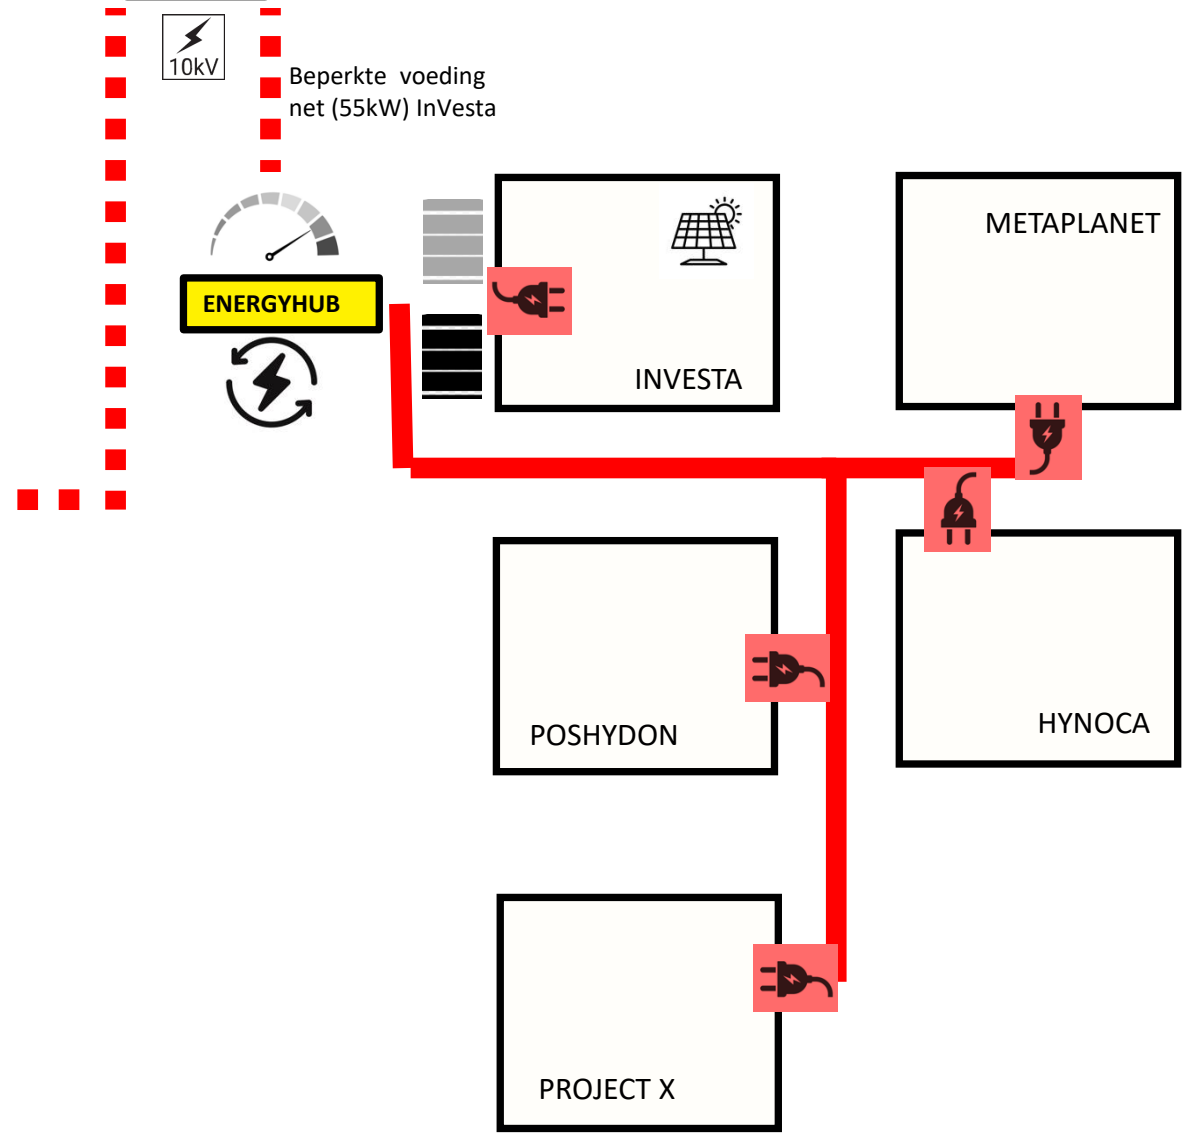 10kV
Beperkte voeding
net (55kW) InVesta
METAPLANET
ENERGYHUB
INVESTA
POSHYDON
HYNOCA
PROJECT X